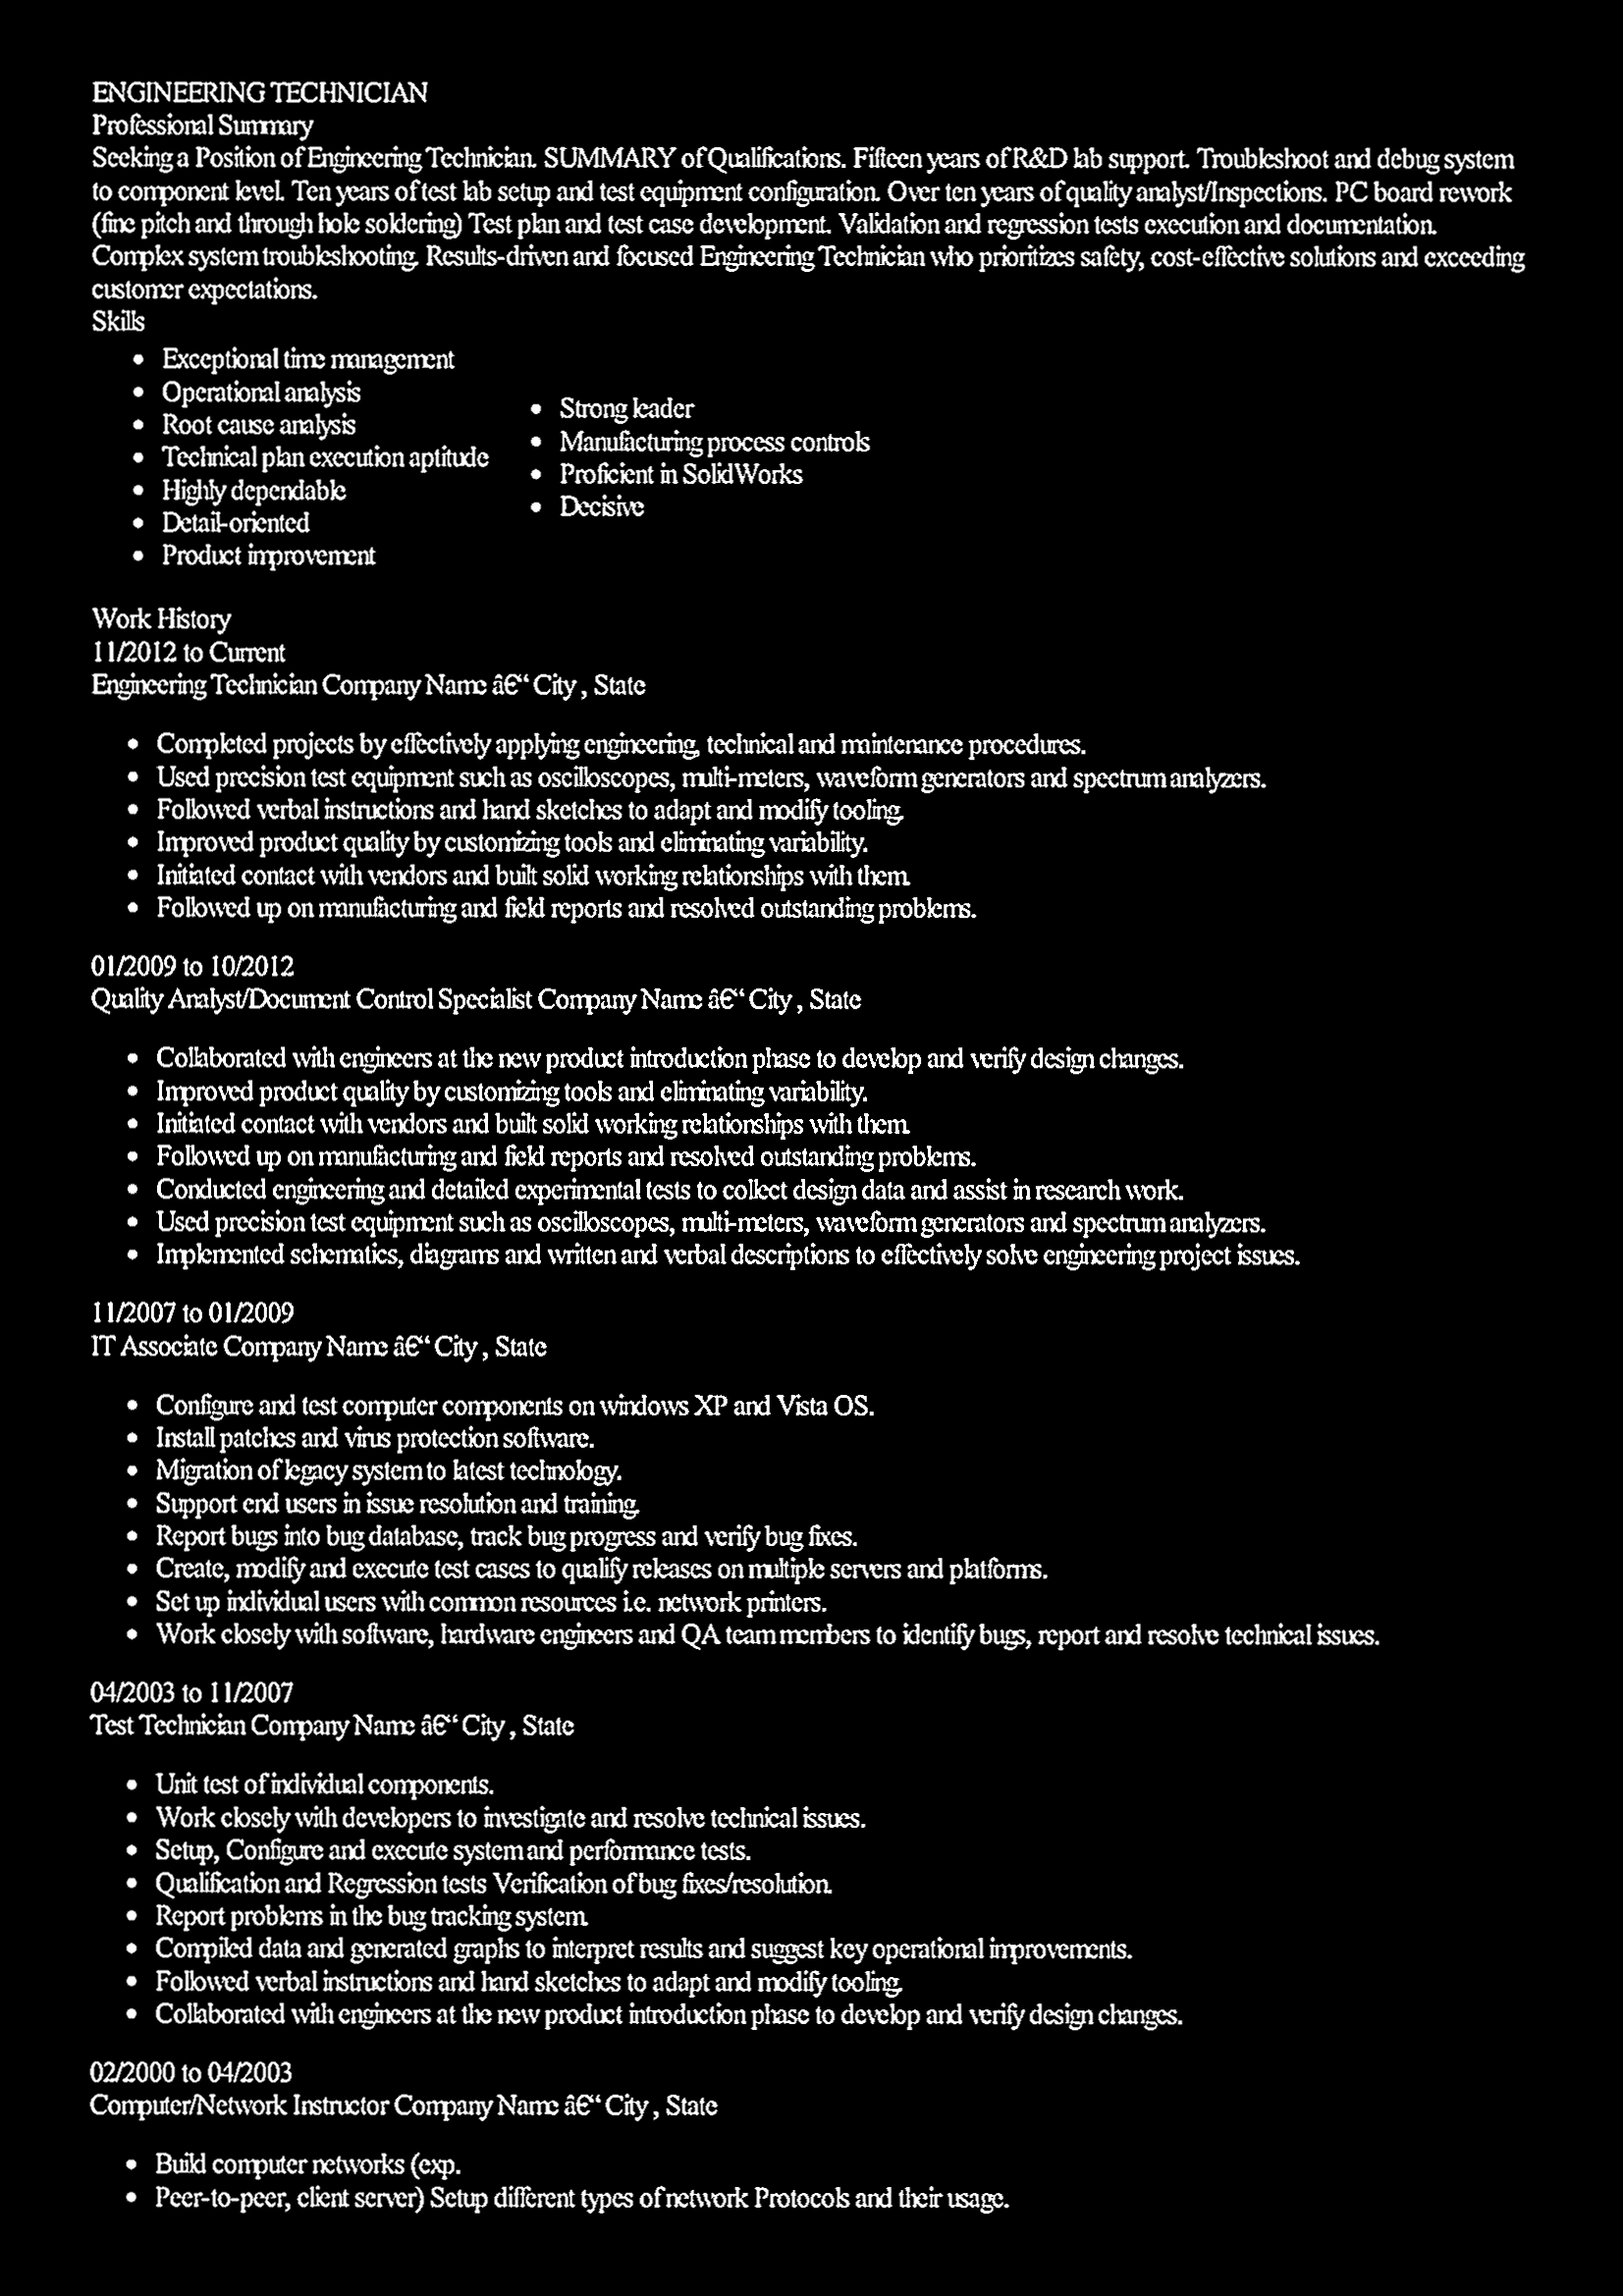 ENGINEERING TECHNICIAN
Professional Summary
Seeking a Position of Engineering Technician. SUMMARY of Qualifications. Fifteen years of R&D lab support. Troubleshoot and debug system
to component level. Ten years of test lab setup and test equipment configuration. Over ten years of quality analyst/Inspections. PC board rework
(fine pitch and through hole soldering) Test plan and test case development. Validation and regression tests execution and documentation.
Complex system troubleshooting. Results-driven and focused Engineering Technician who prioritizes safety, cost-effective solutions and exceeding
customer expectations.
Skills
• Exceptional time management
• Operational analysis
• Root cause analysis
• Technical plan execution aptitude
• Highly dependable
• Detail-oriented
• Product improvement
• Strong leader
• Manufacturing process controls
• Proficient in SolidWorks
• Decisive
Work History
11/2012 to Current
Engineering Technician Company Name â€“ City , State
• Completed projects by effectively applying engineering, technical and maintenance procedures.
• Used precision test equipment such as oscilloscopes, multi-meters, waveform generators and spectrum analyzers.
• Followed verbal instructions and hand sketches to adapt and modify tooling.
• Improved product quality by customizing tools and eliminating variability.
• Initiated contact with vendors and built solid working relationships with them.
• Followed up on manufacturing and field reports and resolved outstanding problems.
01/2009 to 10/2012
Quality Analyst/Document Control Specialist Company Name â€“ City , State
• Collaborated with engineers at the new product introduction phase to develop and verify design changes.
• Improved product quality by customizing tools and eliminating variability.
• Initiated contact with vendors and built solid working relationships with them.
• Followed up on manufacturing and field reports and resolved outstanding problems.
• Conducted engineering and detailed experimental tests to collect design data and assist in research work.
• Used precision test equipment such as oscilloscopes, multi-meters, waveform generators and spectrum analyzers.
• Implemented schematics, diagrams and written and verbal descriptions to effectively solve engineering project issues.
11/2007 to 01/2009
IT Associate Company Name â€“ City , State
• Configure and test computer components on windows XP and Vista OS.
• Install patches and virus protection software.
• Migration of legacy system to latest technology.
• Support end users in issue resolution and training.
• Report bugs into bug database, track bug progress and verify bug fixes.
• Create, modify and execute test cases to qualify releases on multiple servers and platforms.
• Set up individual users with common resources i.e. network printers.
• Work closely with software, hardware engineers and QA team members to identify bugs, report and resolve technical issues.
04/2003 to 11/2007
Test Technician Company Name â€“ City , State
• Unit test of individual components.
• Work closely with developers to investigate and resolve technical issues.
• Setup, Configure and execute system and performance tests.
• Qualification and Regression tests Verification of bug fixes/resolution.
• Report problems in the bug tracking system.
• Compiled data and generated graphs to interpret results and suggest key operational improvements.
• Followed verbal instructions and hand sketches to adapt and modify tooling.
• Collaborated with engineers at the new product introduction phase to develop and verify design changes.
02/2000 to 04/2003
Computer/Network Instructor Company Name â€“ City , State
• Build computer networks (exp.
• Peer-to-peer, client server) Setup different types of network Protocols and their usage.